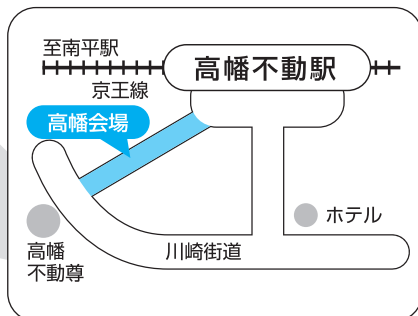 至南平駅
高幡不動駅
京王線
高幡会場
ホテル
高幡
不動尊
川崎街道